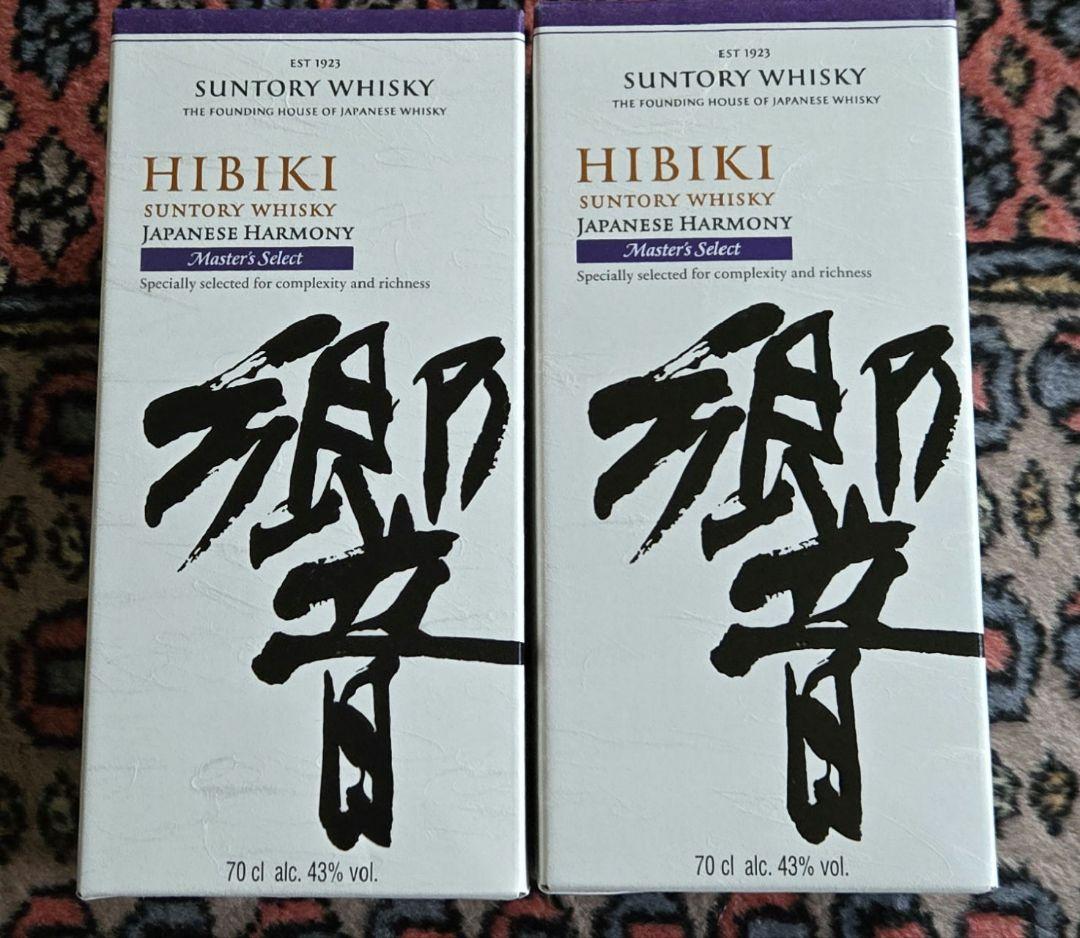 EST 1923
SUNTORY WHISKY
THE FOUNDING HOUSE OF JAPANESE WHISKY
HIBIKI
SUNTORY WHISKY
JAPANESE HARMONY
Master's Select
Specially selected for complexity and richness
響
70 cl alc. 43% vol.
EST 1923
SUNTORY WHISKY
THE FOUNDING HOUSE OF JAPANESE WHISKY
HIBIKI
SUNTORY WHISKY
JAPANESE HARMONY
Master's Select
Specially selected for complexity and richness
響
70 cl alc. 43% vol.